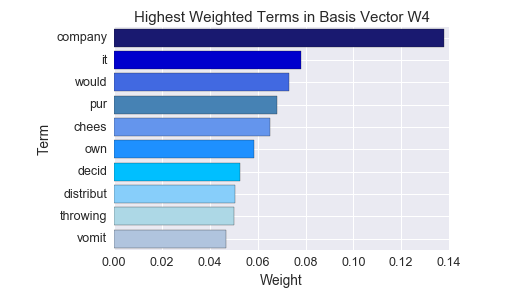 Highest Weighted Terms in Basis Vector W4
company
it
would
pur
chees
own
decid
distribut
throwing
vomit
Term
0.00 0.02 0.04 0.06 0.08 0.10 0.12 0.14
Weight